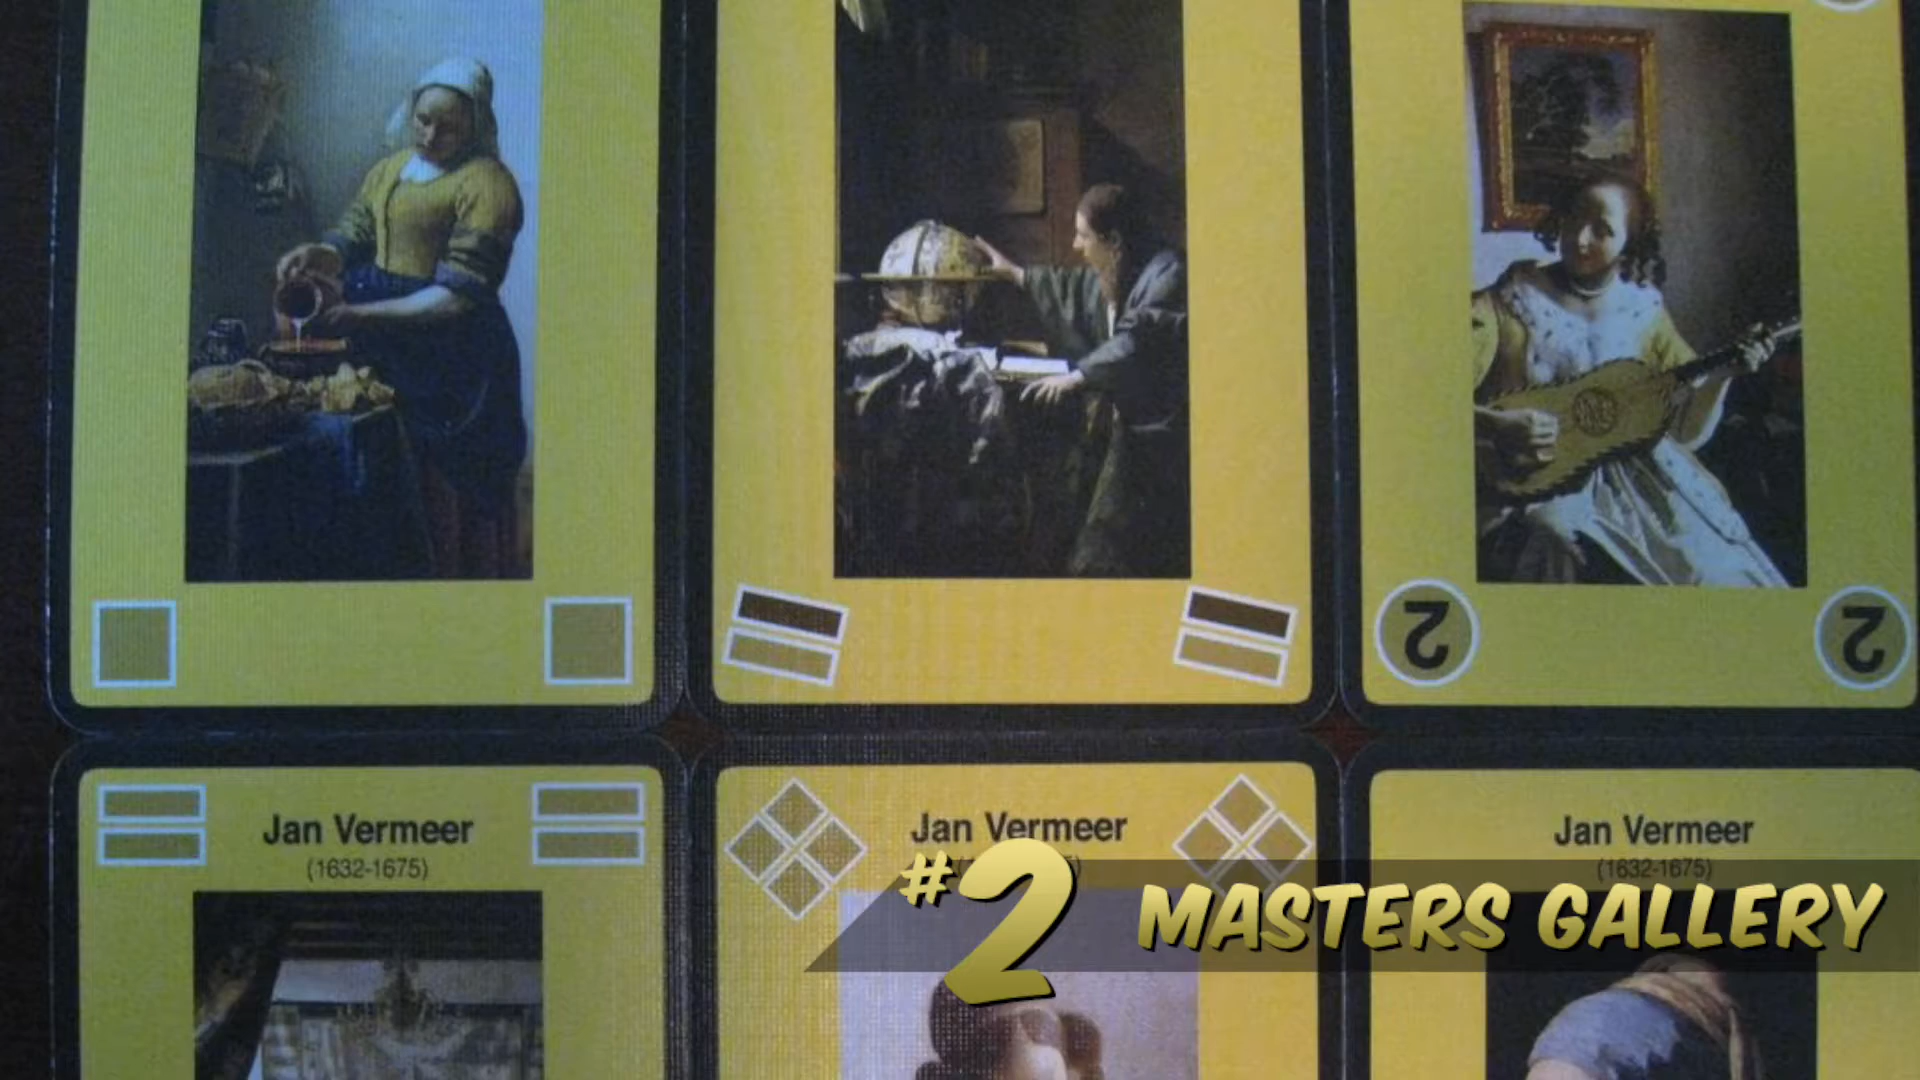 2 2
Jan Vermeer
(1632-1675)
Jan Vermeer
Jan Vermeer
(1632-1675)
#2 MASTERS GALLERY